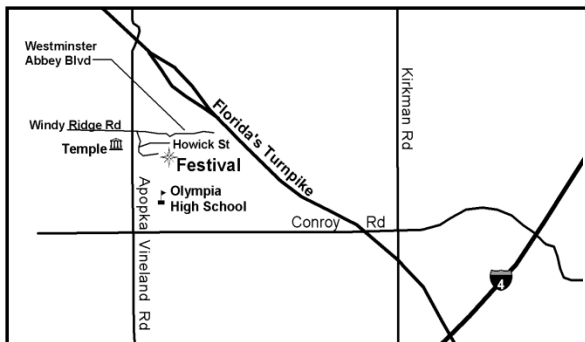 Westminster
Abbey Blvd
Windy Ridge Rd
Howick St
Temple
Festival
Olympia
High School
Apopka Vineland Rd
Florida's Turnpike
Kirkman Rd
Conroy Rd
4